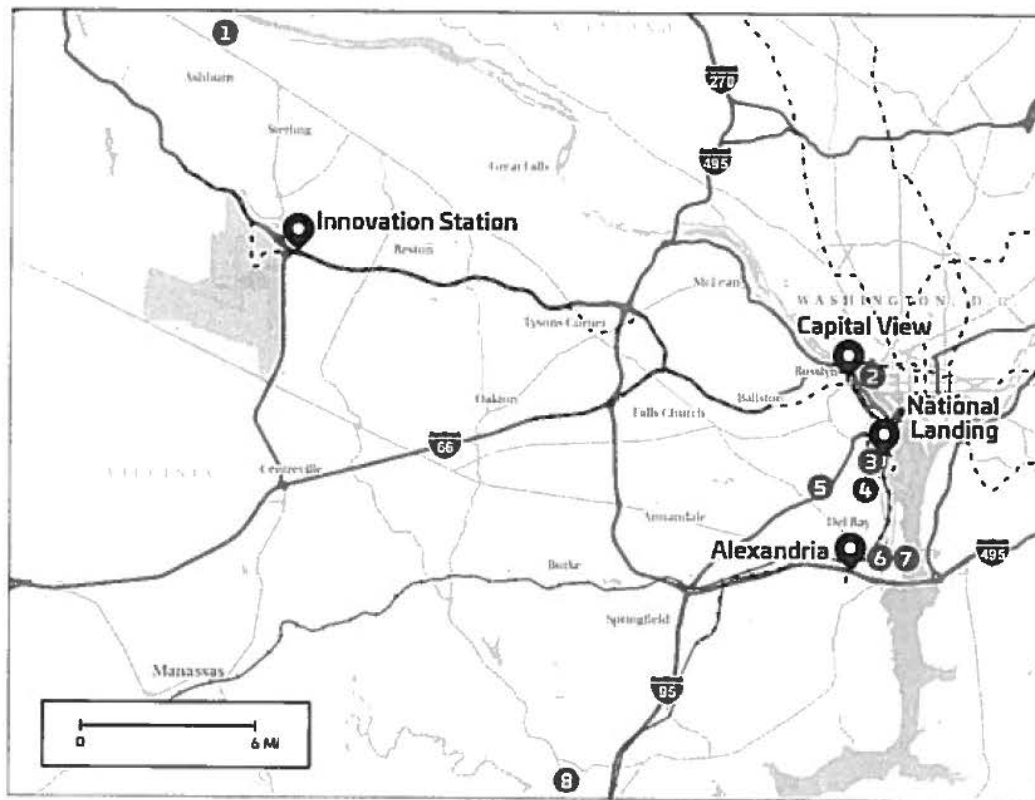 1
Ashburn
Sterling
270
495
Great Falls
Innovation Station
Reston
McLean
WASHINGTON, D
Tysons Corner
Capital View
Rosslyn
2
Oakton
Ballston
Falls Church
National
Landing
66
VIRGINIA
Centreville
3
5
4
Annandale
Del Ray
Alexandria
6
7
495
Burke
Springfield
Manassas
95
0
6 Mi
8